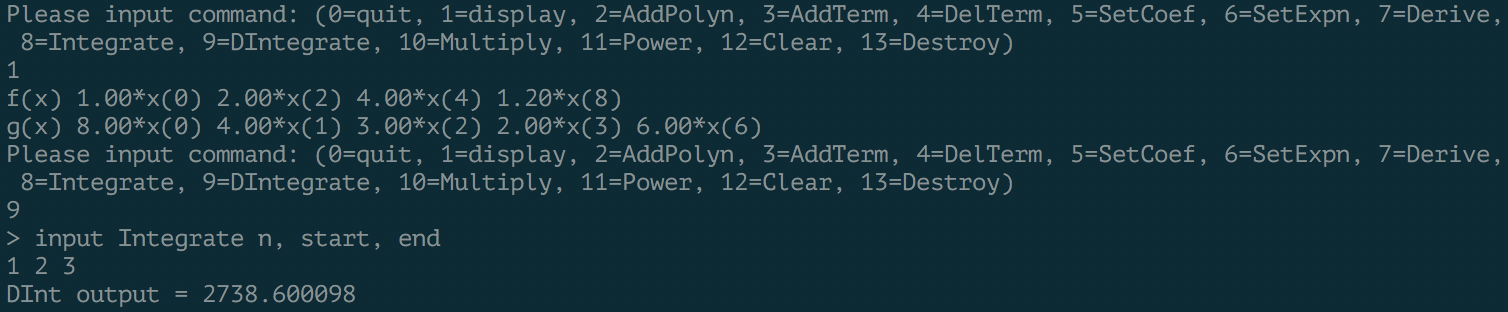 Please input command: (0=quit, 1=display, 2=AddPolyn, 3=AddTerm, 4=DelTerm, 5=SetCoef, 6=SetExpn, 7=Derive,
8=Integrate, 9=DIntegrate, 10=Multiply, 11=Power, 12=Clear, 13=Destroy)
1
f(x) 1.00*x(0) 2.00*x(2) 4.00*x(4) 1.20*x(8)
g(x) 8.00*x(0) 4.00*x(1) 3.00*x(2) 2.00*x(3) 6.00*x(6)
Please input command: (0=quit, 1=display, 2=AddPolyn, 3=AddTerm, 4=DelTerm, 5=SetCoef, 6=SetExpn, 7=Derive,
8=Integrate, 9=DIntegrate, 10=Multiply, 11=Power, 12=Clear, 13=Destroy)
9
> input Integrate n, start, end
1 2 3
DInt output = 2738.600098